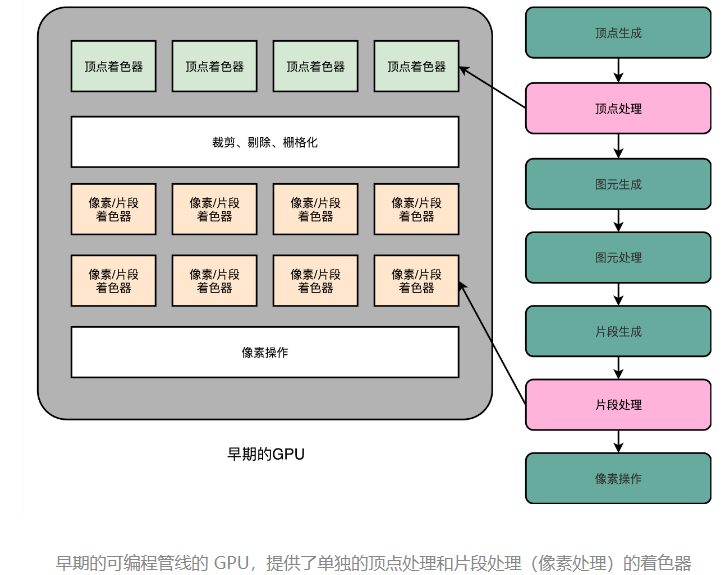 顶点着色器
顶点着色器
顶点着色器
顶点着色器
裁剪、剔除、栅格化
像素/片段
着色器
像素/片段
着色器
像素/片段
着色器
像素/片段
着色器
像素/片段
着色器
像素/片段
着色器
像素/片段
着色器
像素/片段
着色器
像素操作
早期的GPU
顶点生成
顶点处理
图元生成
图元处理
片段生成
片段处理
像素操作
早期的可编程管线的 GPU，提供了单独的顶点处理和片段处理（像素处理）的着色器